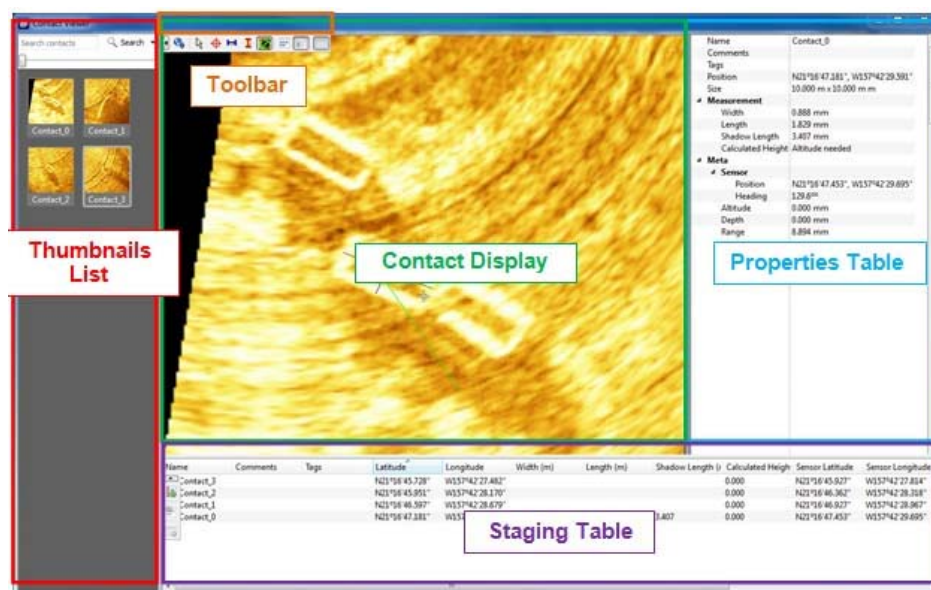 Contact Viewer
Search contacts
Search
Toolbar
Contact_0
Contact_1
Contact_2
Contact_3
Thumbnails
List
Contact Display
Name Contact_0
Comments
Tags
Position N21°16'47.181", W157°42'29.591"
Size 10.000 m x 10.000 m m
Measurement
Width 0.888 mm
Length 1.829 mm
Shadow Length 3.407 mm
Calculated Height Altitude needed
Meta
Sensor
Position N21°16'47.453", W157°42'29.695"
Heading
Altitude 0.000 mm
Depth 0.000 mm
Range 8.894 mm
Properties Table
Name Comments Tags Latitude Longitude Width (m) Length (m) Shadow Length ( Calculated Heigh Sensor Latitude Sensor Longitude
Contact_3 N21°16'45.728" W157°42'27.482" 0.000 N21°16'45.927" W157°42'27.814"
Contact_2 N21°16'45.951" W157°42'28.170" 0.000 N21°16'46.362" W157°42'28.318"
Contact_1 N21°16'46.597" W157°42'28.679" 0.000 N21°16'46.927" W157°42'28.967"
Contact_0 N21°16'47.181" 3.407 0.000 N21°16'47.453" W157°42'29.695"
Staging Table